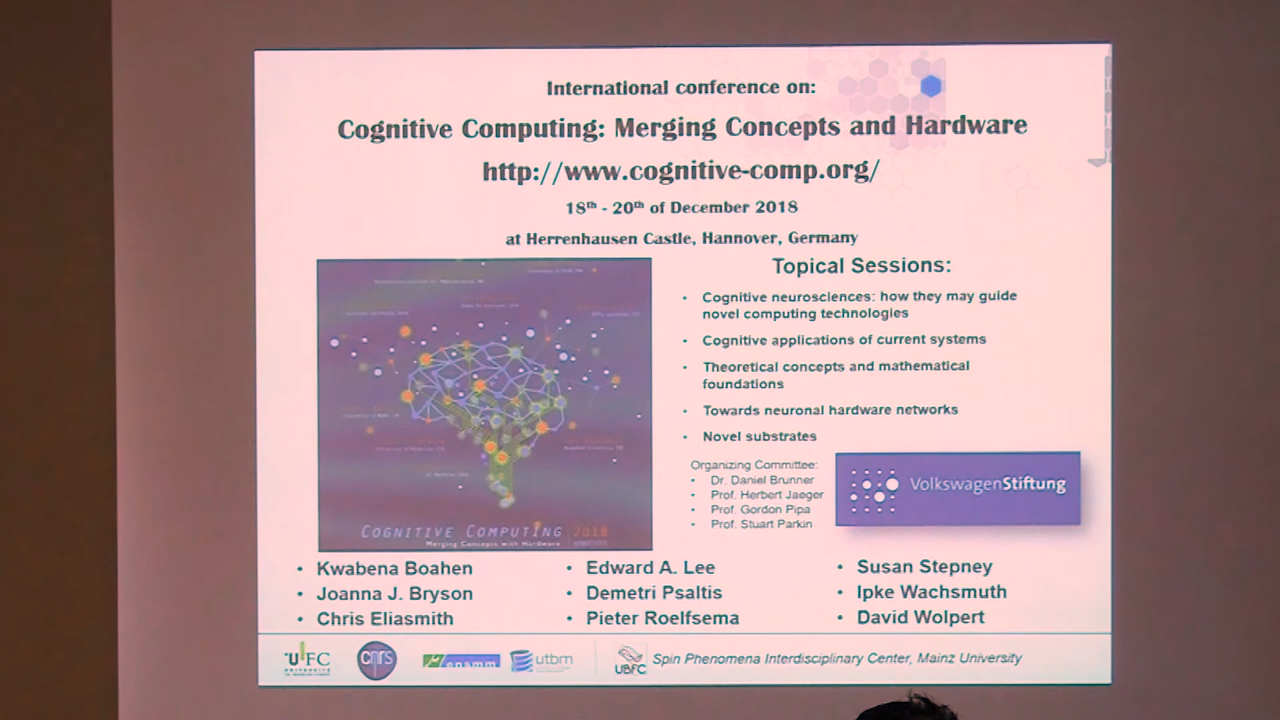 International conference on:
Cognitive Computing: Merging Concepts and Hardware
http://www.cognitive-comp.org/
18th - 20th of December 2018
at Herrenhausen Castle, Hannover, Germany
COGNITIVE COMPUTING 2018
Merging Concepts with Hardware
Topical Sessions:
• Cognitive neurosciences: how they may guide
novel computing technologies
• Cognitive applications of current systems
• Theoretical concepts and mathematical
foundations
• Towards neuronal hardware networks
• Novel substrates
Organizing Committee:
• Dr. Daniel Brunner
• Prof. Herbert Jaeger
• Prof. Gordon Pipa
• Prof. Stuart Parkin
VolkswagenStiftung
• Kwabena Boahen
• Joanna J. Bryson
• Chris Eliasmith
• Edward A. Lee
• Demetri Psaltis
• Pieter Roelfsema
• Susan Stepney
• Ipke Wachsmuth
• David Wolpert
UFC
UNIVERSITÉ
cnrs
ensmm
utbm
UBFC
Spin Phenomena Interdisciplinary Center, Mainz University